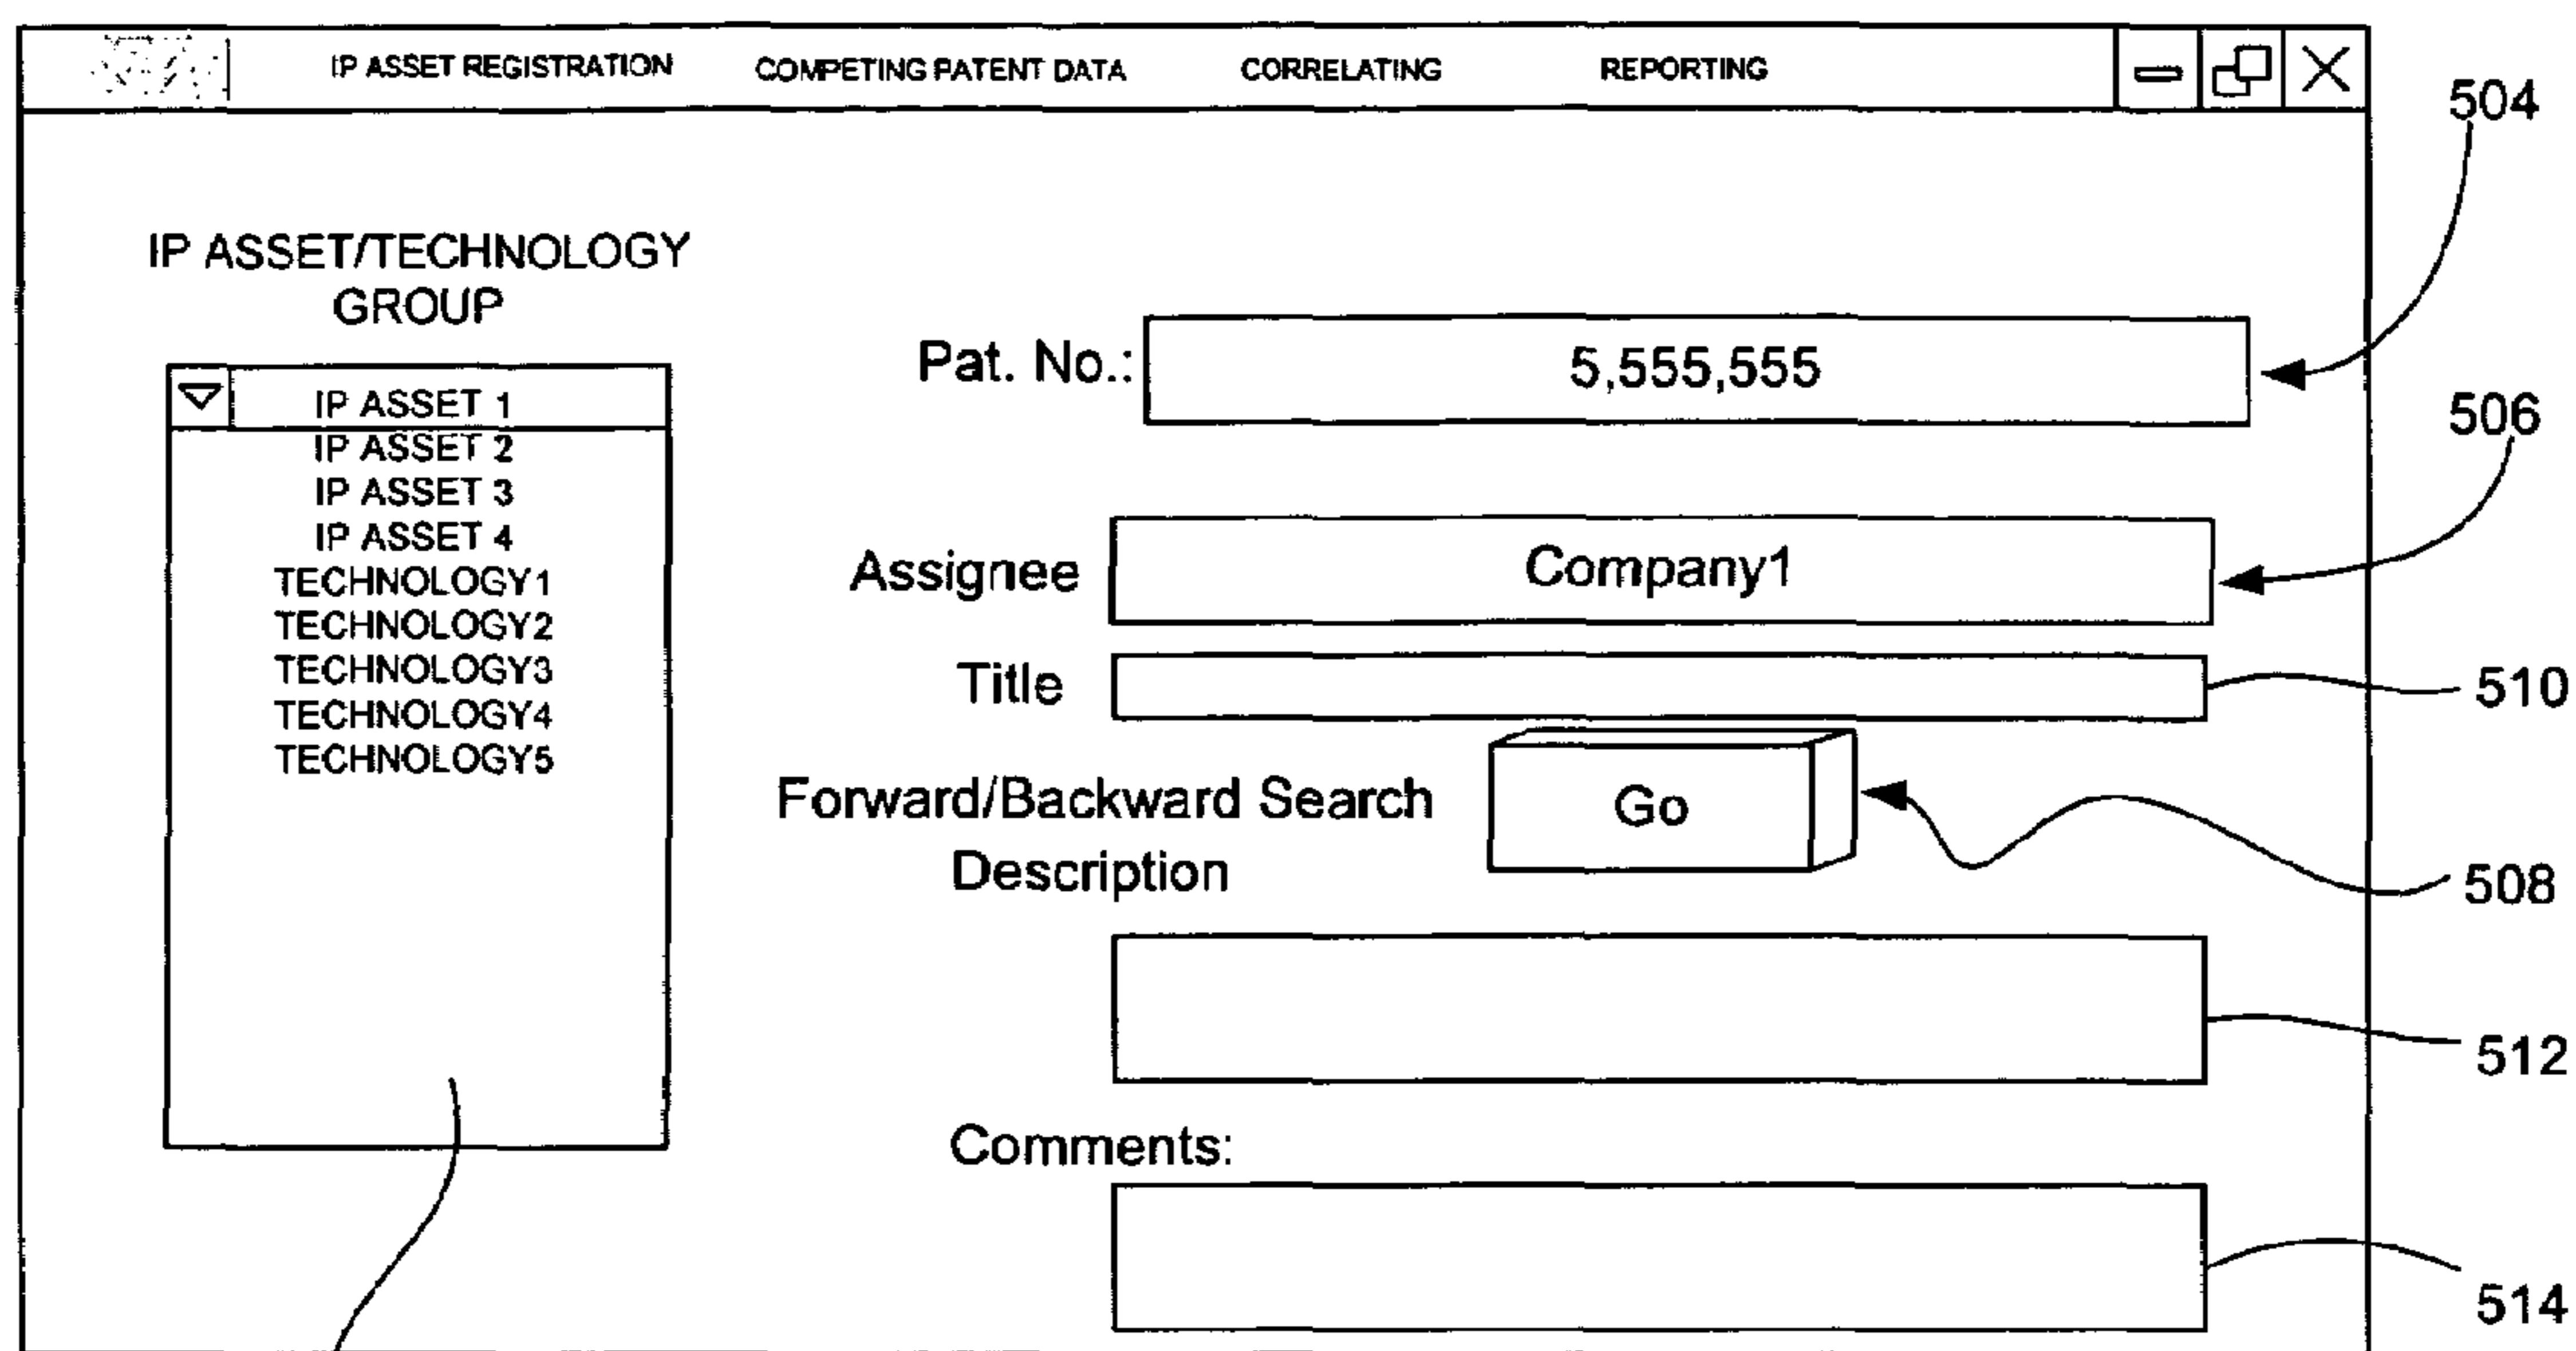 IP ASSET REGISTRATION COMPETING PATENT DATA CORRELATING REPORTING
504
IP ASSET/TECHNOLOGY
GROUP
IP ASSET 1
IP ASSET 2
IP ASSET 3
IP ASSET 4
TECHNOLOGY1
TECHNOLOGY2
TECHNOLOGY3
TECHNOLOGY4
TECHNOLOGY5
Pat. No.: 5,555,555
506
Assignee Company1
Title
510
Forward/Backward Search Go
Description
508
512
Comments:
514